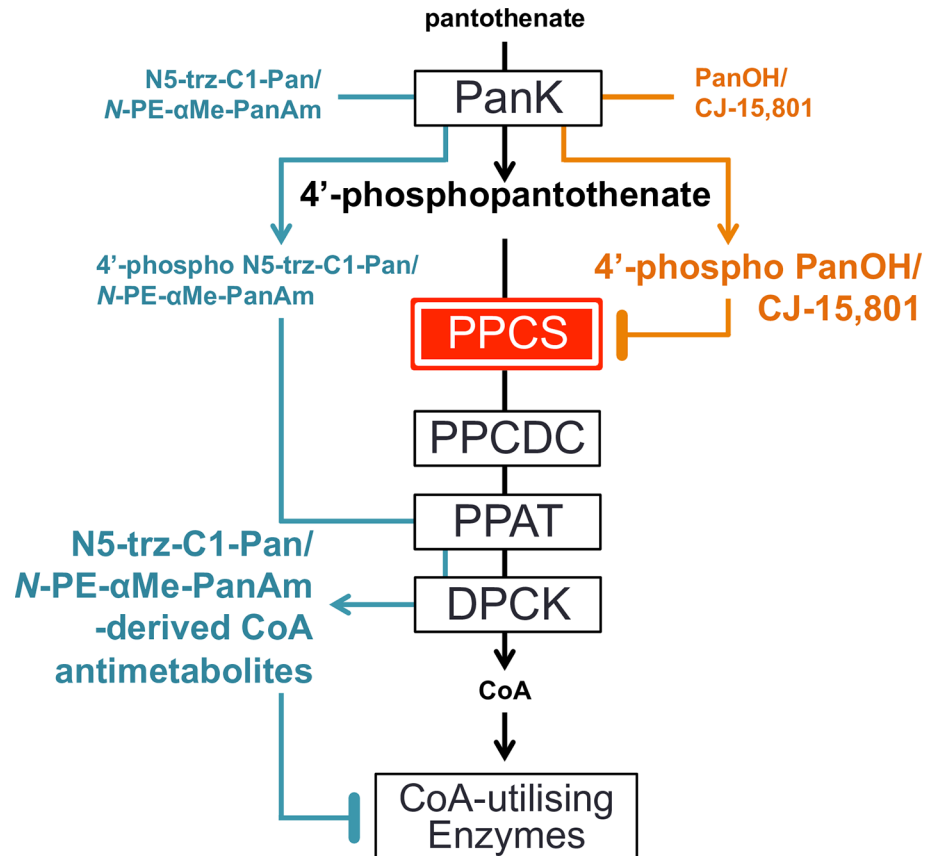 pantothenate
N5-trz-C1-Pan/
N-PE-αMe-PanAm
PanK
PanOH/
CJ-15,801
4’-phosphopantothenate
4’-phospho N5-trz-C1-Pan/
N-PE-αMe-PanAm
4’-phospho PanOH/
CJ-15,801
PPCS
PPCDC
PPAT
N5-trz-C1-Pan/
N-PE-αMe-PanAm
-derived CoA
antimetabolites
DPCK
CoA
CoA-utilising
Enzymes